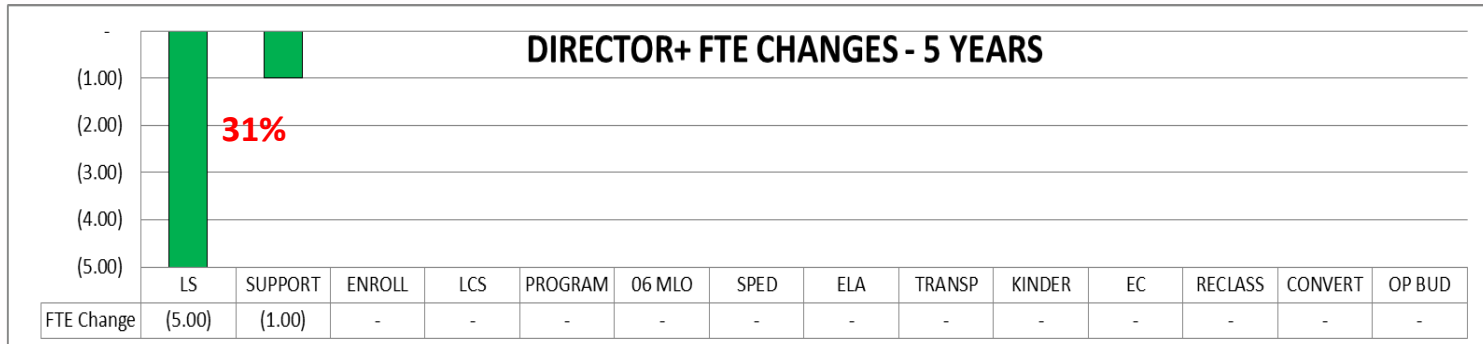 DIRECTOR+ FTE CHANGES - 5 YEARS
-
(1.00)
(2.00)
31%
(3.00)
(4.00)
(5.00)
LS SUPPORT ENROLL LCS PROGRAM 06 MLO SPED ELA TRANSP KINDER EC RECLASS CONVERT OP BUD
FTE Change (5.00) (1.00) - - - - - - - - - - - -